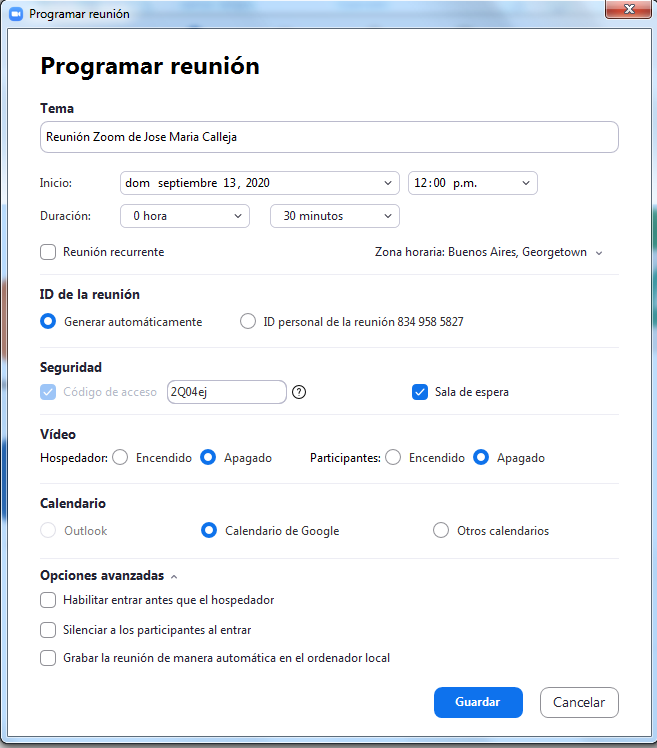 Programar reunión
Programar reunión
Tema
Reunión Zoom de Jose Maria Calleja
Inicio: dom septiembre 13, 2020 12:00 p.m.
Duración: 0 hora 30 minutos
Reunión recurrente Zona horaria: Buenos Aires, Georgetown
ID de la reunión
Generar automáticamente ID personal de la reunión 834 958 5827
Seguridad
Código de acceso 2Q04ej ? Sala de espera
Vídeo
Hospedador: Encendido Apagado Participantes: Encendido Apagado
Calendario
Outlook Calendario de Google Otros calendarios
Opciones avanzadas
Habilitar entrar antes que el hospedador
Silenciar a los participantes al entrar
Grabar la reunión de manera automática en el ordenador local
Guardar Cancelar